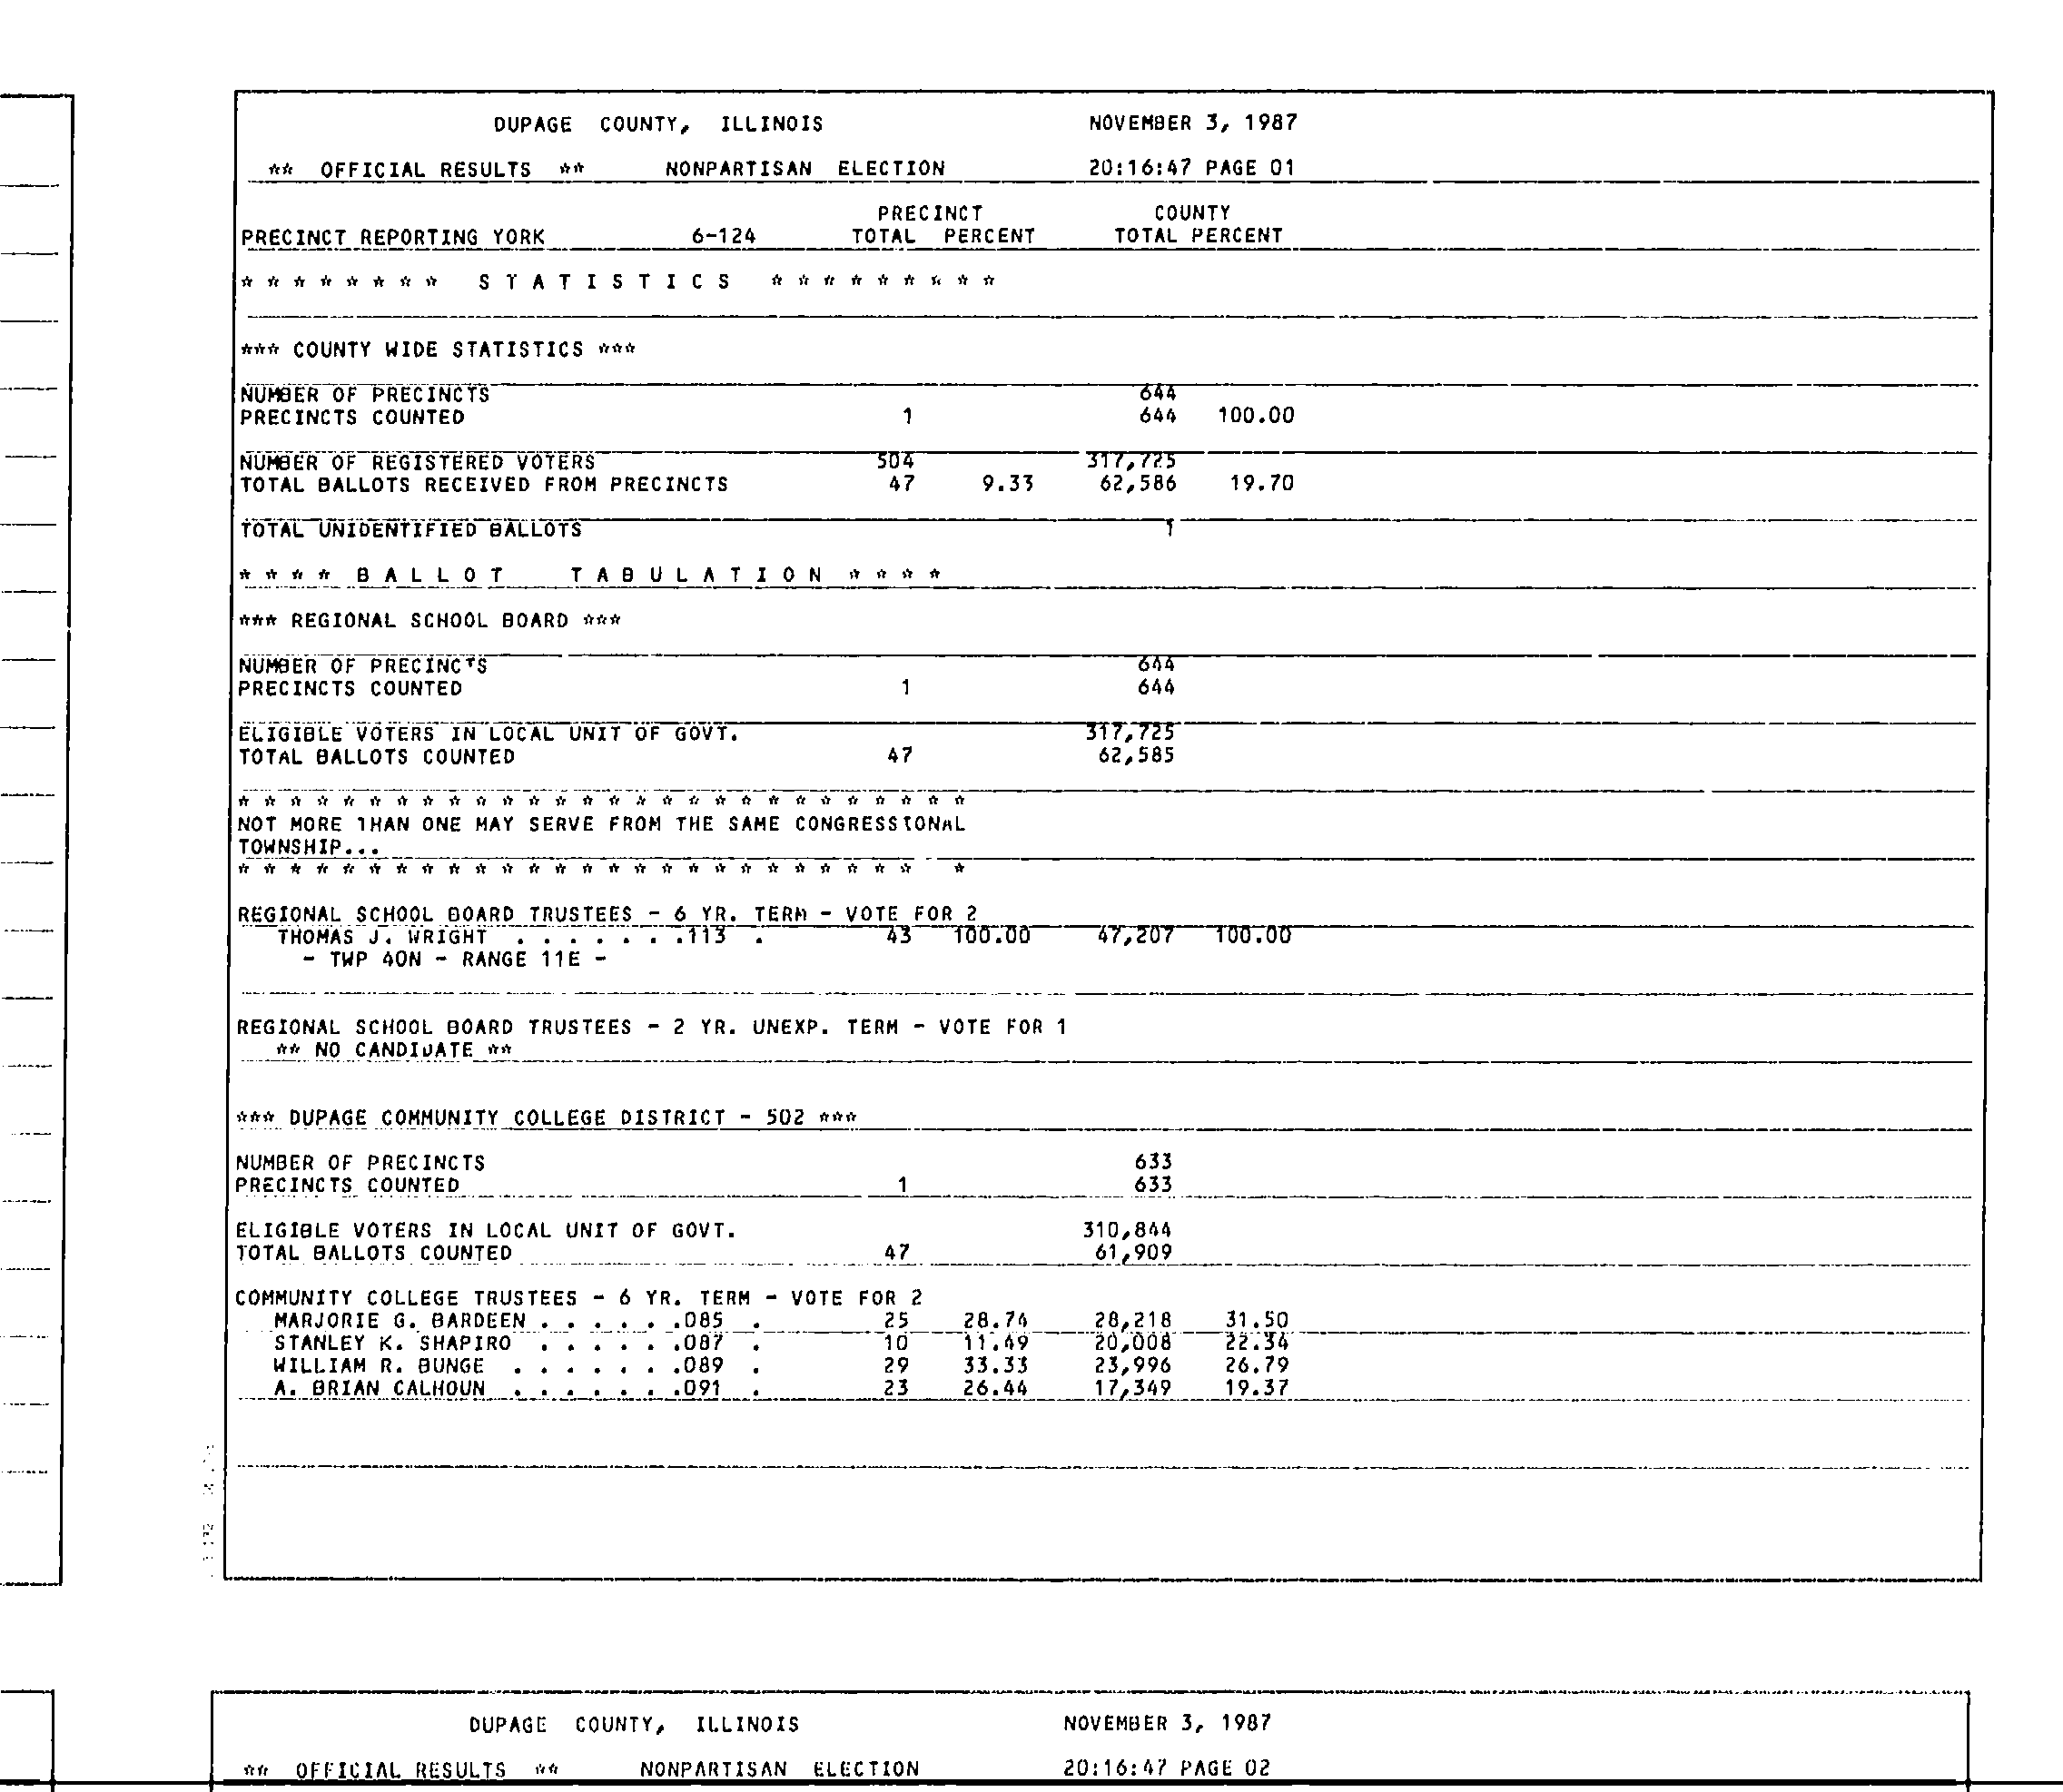 DUPAGE COUNTY, ILLINOIS NOVEMBER 3, 1987
** OFFICIAL RESULTS ** NONPARTISAN ELECTION 20:16:47 PAGE 01
PRECINCT COUNTY
PRECINCT REPORTING YORK 6-124 TOTAL PERCENT TOTAL PERCENT
* * * * * * * * S T A T I S T I C S * * * * * * * * *
*** COUNTY WIDE STATISTICS ***
NUMBER OF PRECINCTS 644
PRECINCTS COUNTED 1 644 100.00
NUMBER OF REGISTERED VOTERS 504 317,725
TOTAL BALLOTS RECEIVED FROM PRECINCTS 47 9.33 62,586 19.70
TOTAL UNIDENTIFIED BALLOTS 1
* * * * B A L L O T T A B U L A T I O N * * * *
*** REGIONAL SCHOOL BOARD ***
NUMBER OF PRECINCTS 644
PRECINCTS COUNTED 1 644
ELIGIBLE VOTERS IN LOCAL UNIT OF GOVT. 317,725
TOTAL BALLOTS COUNTED 47 62,585
* * * * * * * * * * * * * * * * * * * * * * * * * * * *
NOT MORE THAN ONE MAY SERVE FROM THE SAME CONGRESSIONAL
TOWNSHIP...
* * * * * * * * * * * * * * * * * * * * * * * * * * *
REGIONAL SCHOOL BOARD TRUSTEES - 6 YR. TERM - VOTE FOR 2
THOMAS J. WRIGHT . . . . . . .113 . 43 100.00 47,207 100.00
- TWP 40N - RANGE 11E -
REGIONAL SCHOOL BOARD TRUSTEES - 2 YR. UNEXP. TERM - VOTE FOR 1
** NO CANDIDATE **
*** DUPAGE COMMUNITY COLLEGE DISTRICT - 502 ***
NUMBER OF PRECINCTS 633
PRECINCTS COUNTED 1 633
ELIGIBLE VOTERS IN LOCAL UNIT OF GOVT. 310,844
TOTAL BALLOTS COUNTED 47 61,909
COMMUNITY COLLEGE TRUSTEES - 6 YR. TERM - VOTE FOR 2
MARJORIE G. BARDEEN . . . . . .085 . 25 28.74 28,218 31.50
STANLEY K. SHAPIRO . . . . . .087 . 10 11.49 20,008 22.34
WILLIAM R. BUNGE . . . . . . .089 . 29 33.33 23,996 26.79
A. BRIAN CALHOUN . . . . . . .091 . 23 26.44 17,349 19.37
DUPAGE COUNTY, ILLINOIS NOVEMBER 3, 1987
** OFFICIAL RESULTS ** NONPARTISAN ELECTION 20:16:47 PAGE 02